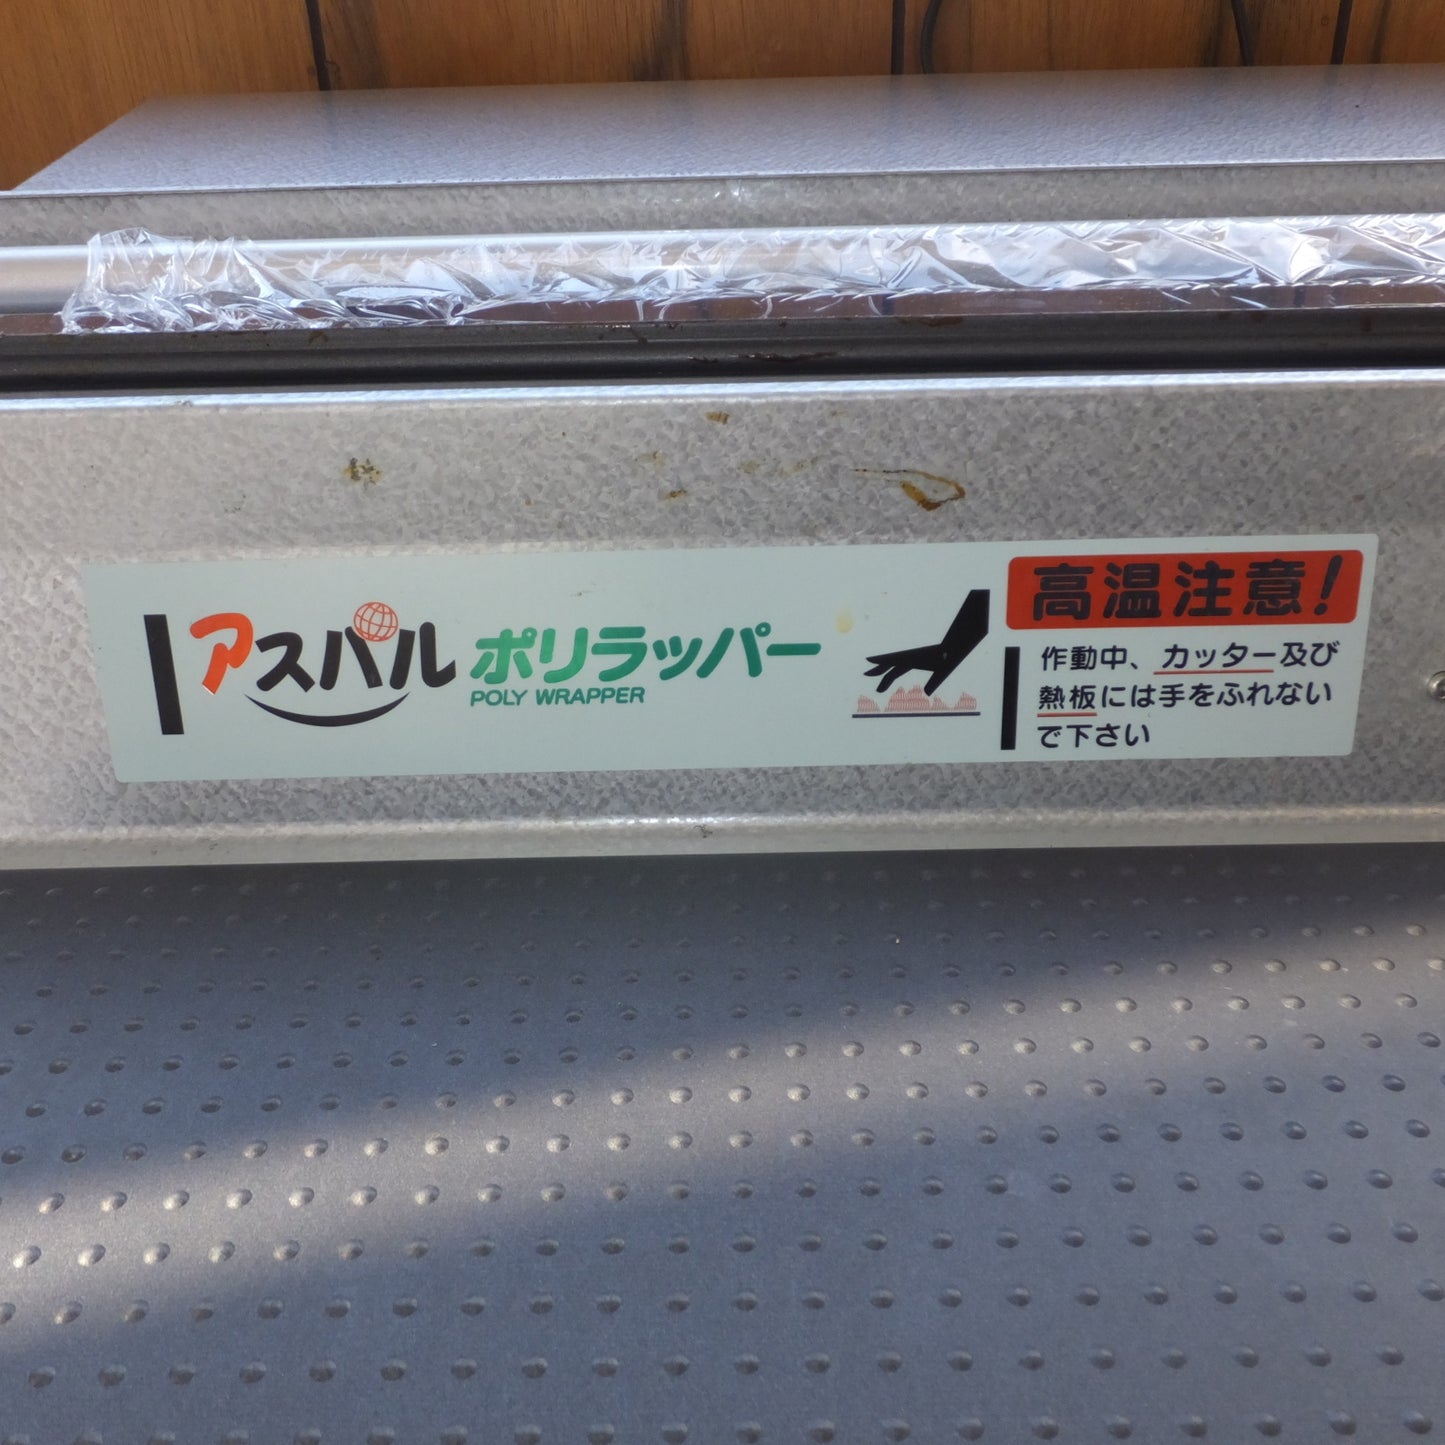 アスパル ポリラッパー
POLY WRAPPER
高温注意!
作動中、カッター及び
熱板には手をふれない
で下さい